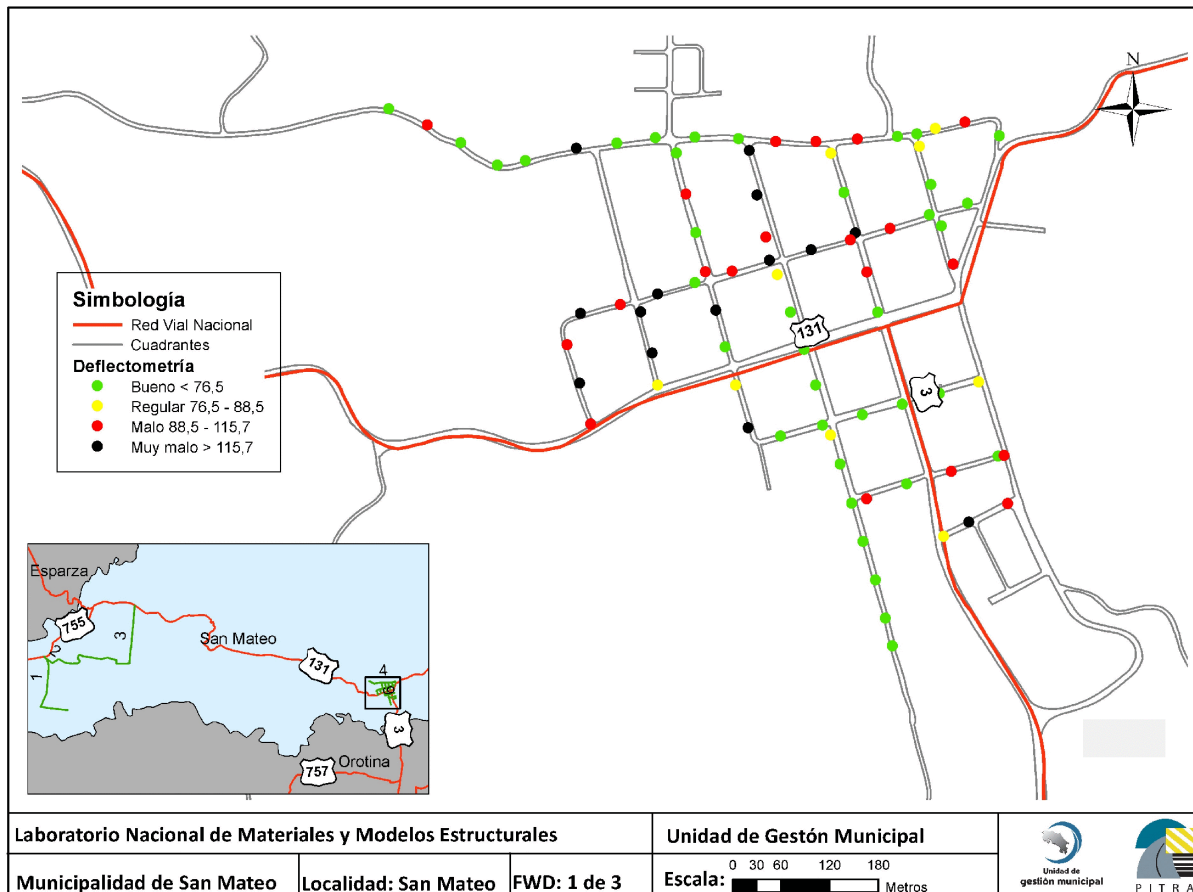 N
131
3
Simbología
Red Vial Nacional
Cuadrantes
Deflectometría
Bueno < 76,5
Regular 76,5 - 88,5
Malo 88,5 - 115,7
Muy malo > 115,7
Esparza
755
2
3
1
San Mateo
131
4
3
757
Orotina
Laboratorio Nacional de Materiales y Modelos Estructurales
Unidad de Gestión Municipal
Municipalidad de San Mateo
Localidad: San Mateo
FWD: 1 de 3
Escala:
0 30 60 120 180
Metros
Unidad de
gestión municipal
P I T R A